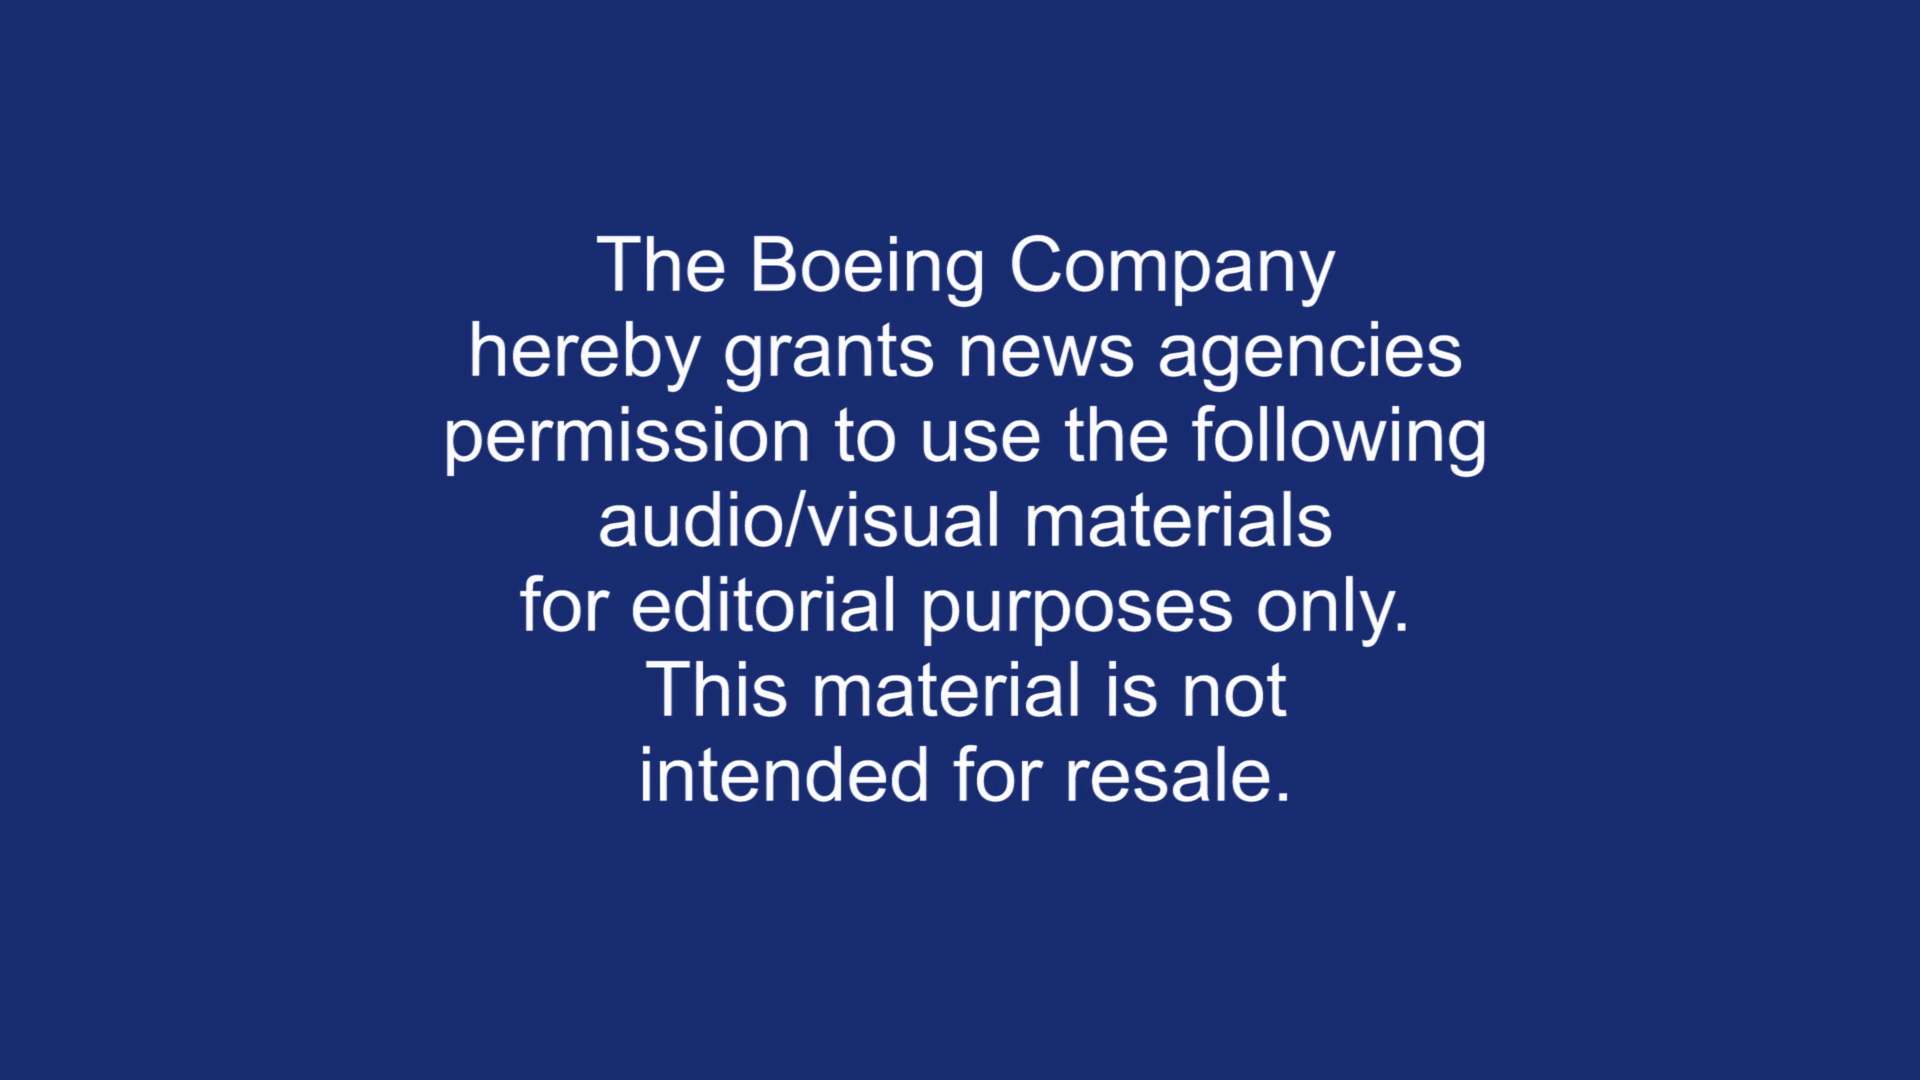 The Boeing Company
hereby grants news agencies
permission to use the following
audio/visual materials
for editorial purposes only.
This material is not
intended for resale.